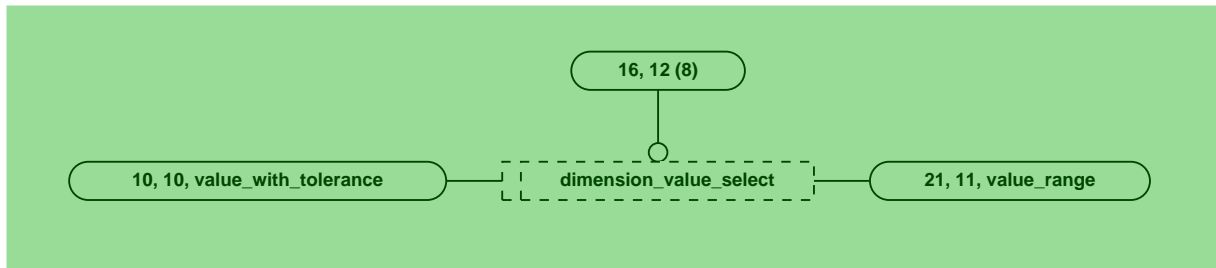 16, 12 (8)
10, 10, value_with_tolerance
dimension_value_select
21, 11, value_range